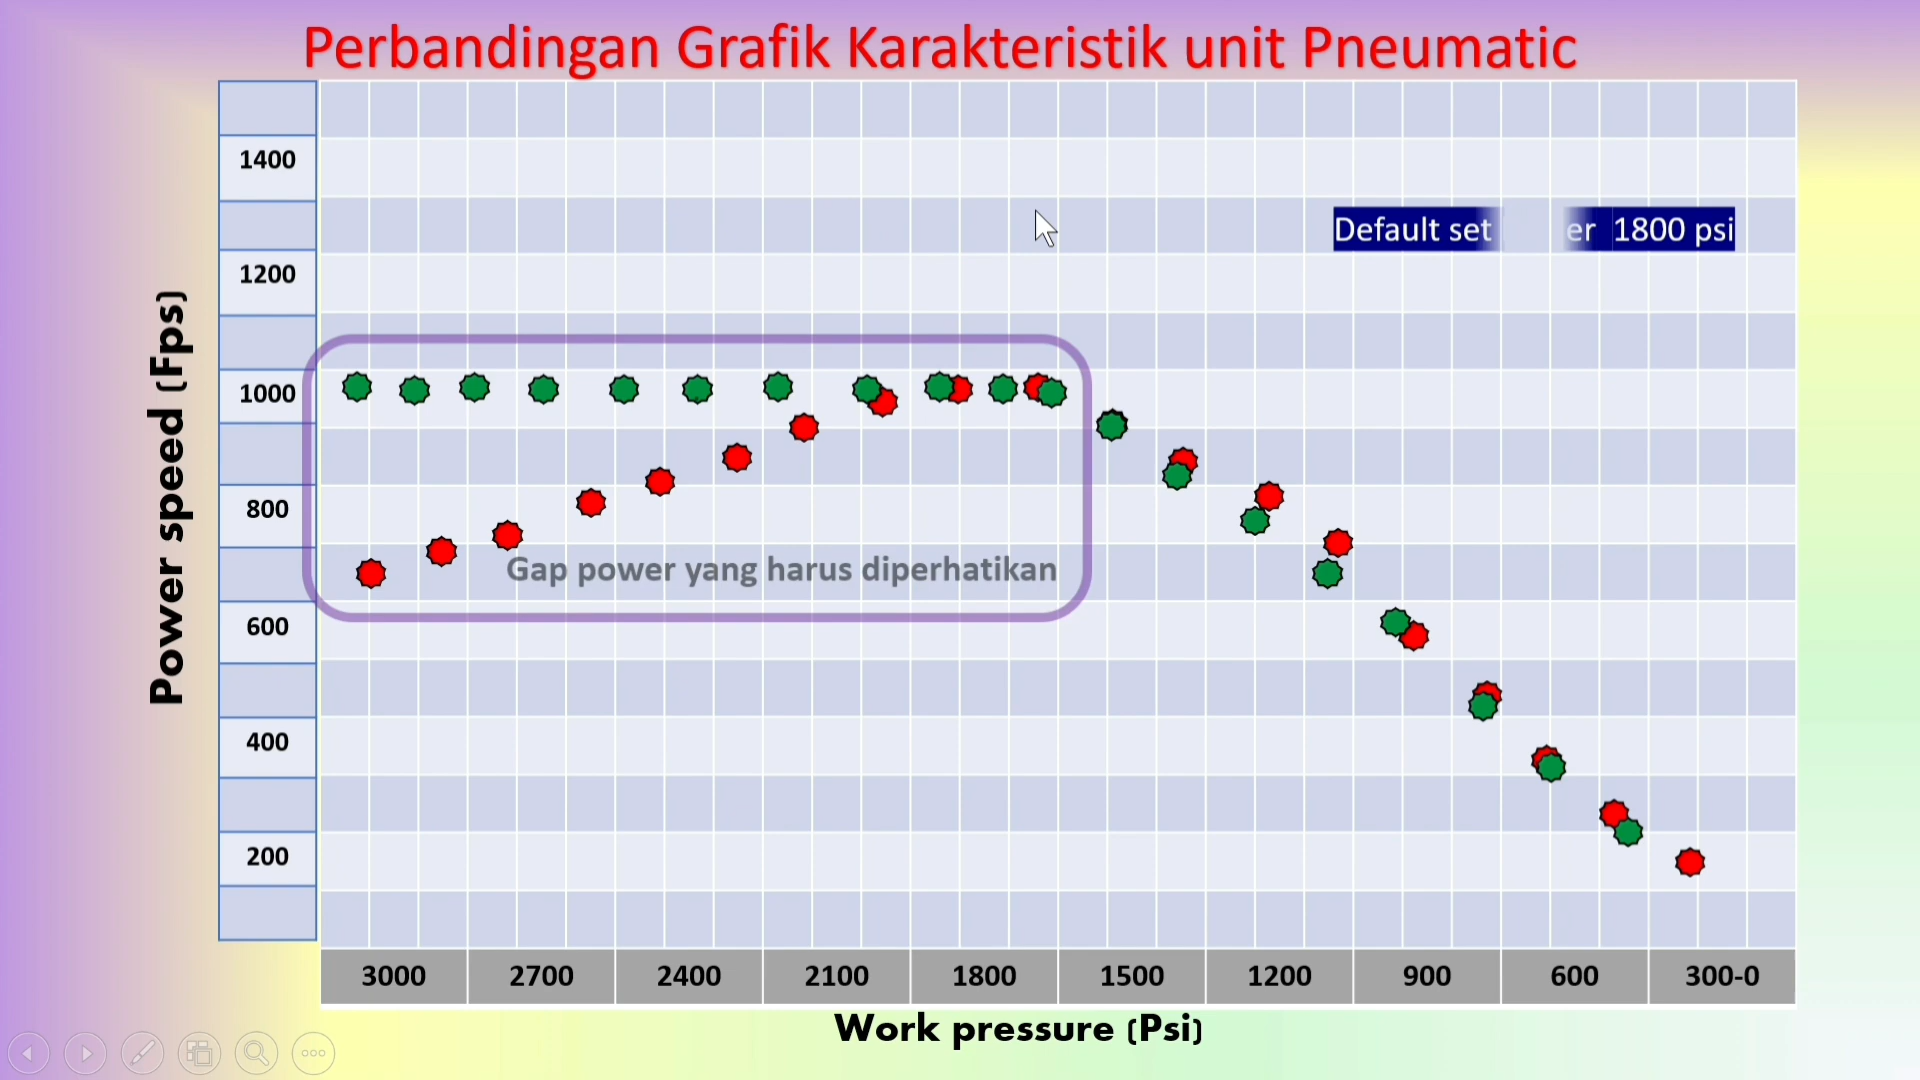 Perbandingan Grafik Karakteristik unit Pneumatic
1400
Default set er 1800 psi
1200
1000
800
Gap power yang harus diperhatikan
600
400
200
Power speed (Fps)
3000 2700 2400 2100 1800 1500 1200 900 600 300-0
Work pressure (Psi)